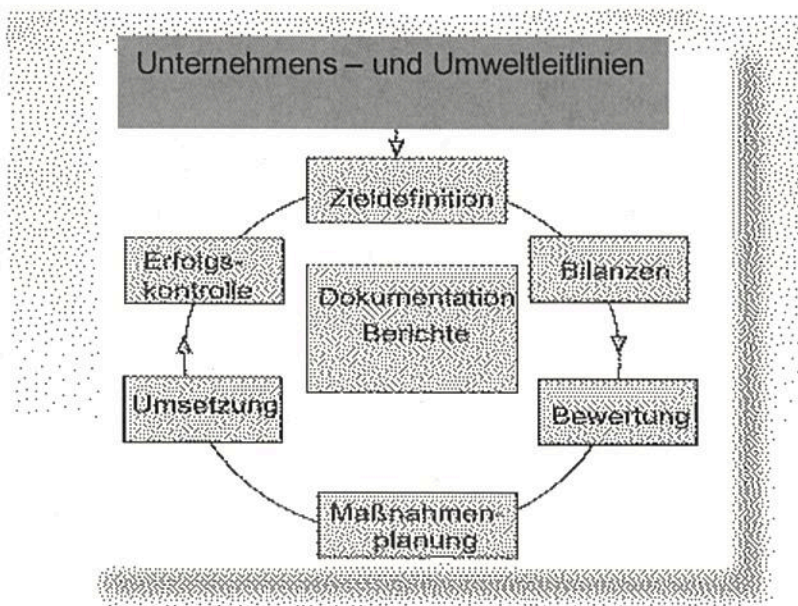 Unternehmens – und Umweltleitlinien
Zieldefinition
Erfolgs-
kontrolle
Bilanzen
Dokumentation
Berichte
Umsetzung
Bewertung
Maßnahmen-
planung